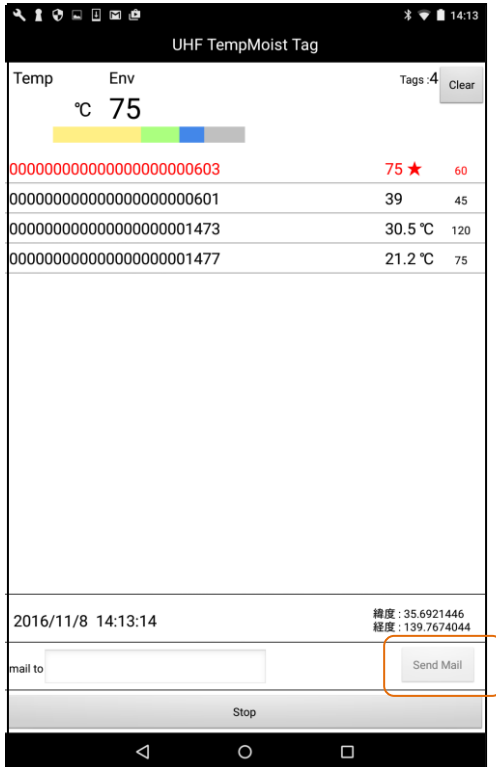 14:13
UHF TempMoist Tag
Temp Env Tags :4 Clear
℃ 75
000000000000000000000603 75 ★ 60
000000000000000000000601 39 45
000000000000000000001473 30.5 ℃ 120
000000000000000000001477 21.2 ℃ 75
2016/11/8 14:13:14
緯度 : 35.6921446
経度 : 139.7674044
mail to Send Mail
Stop